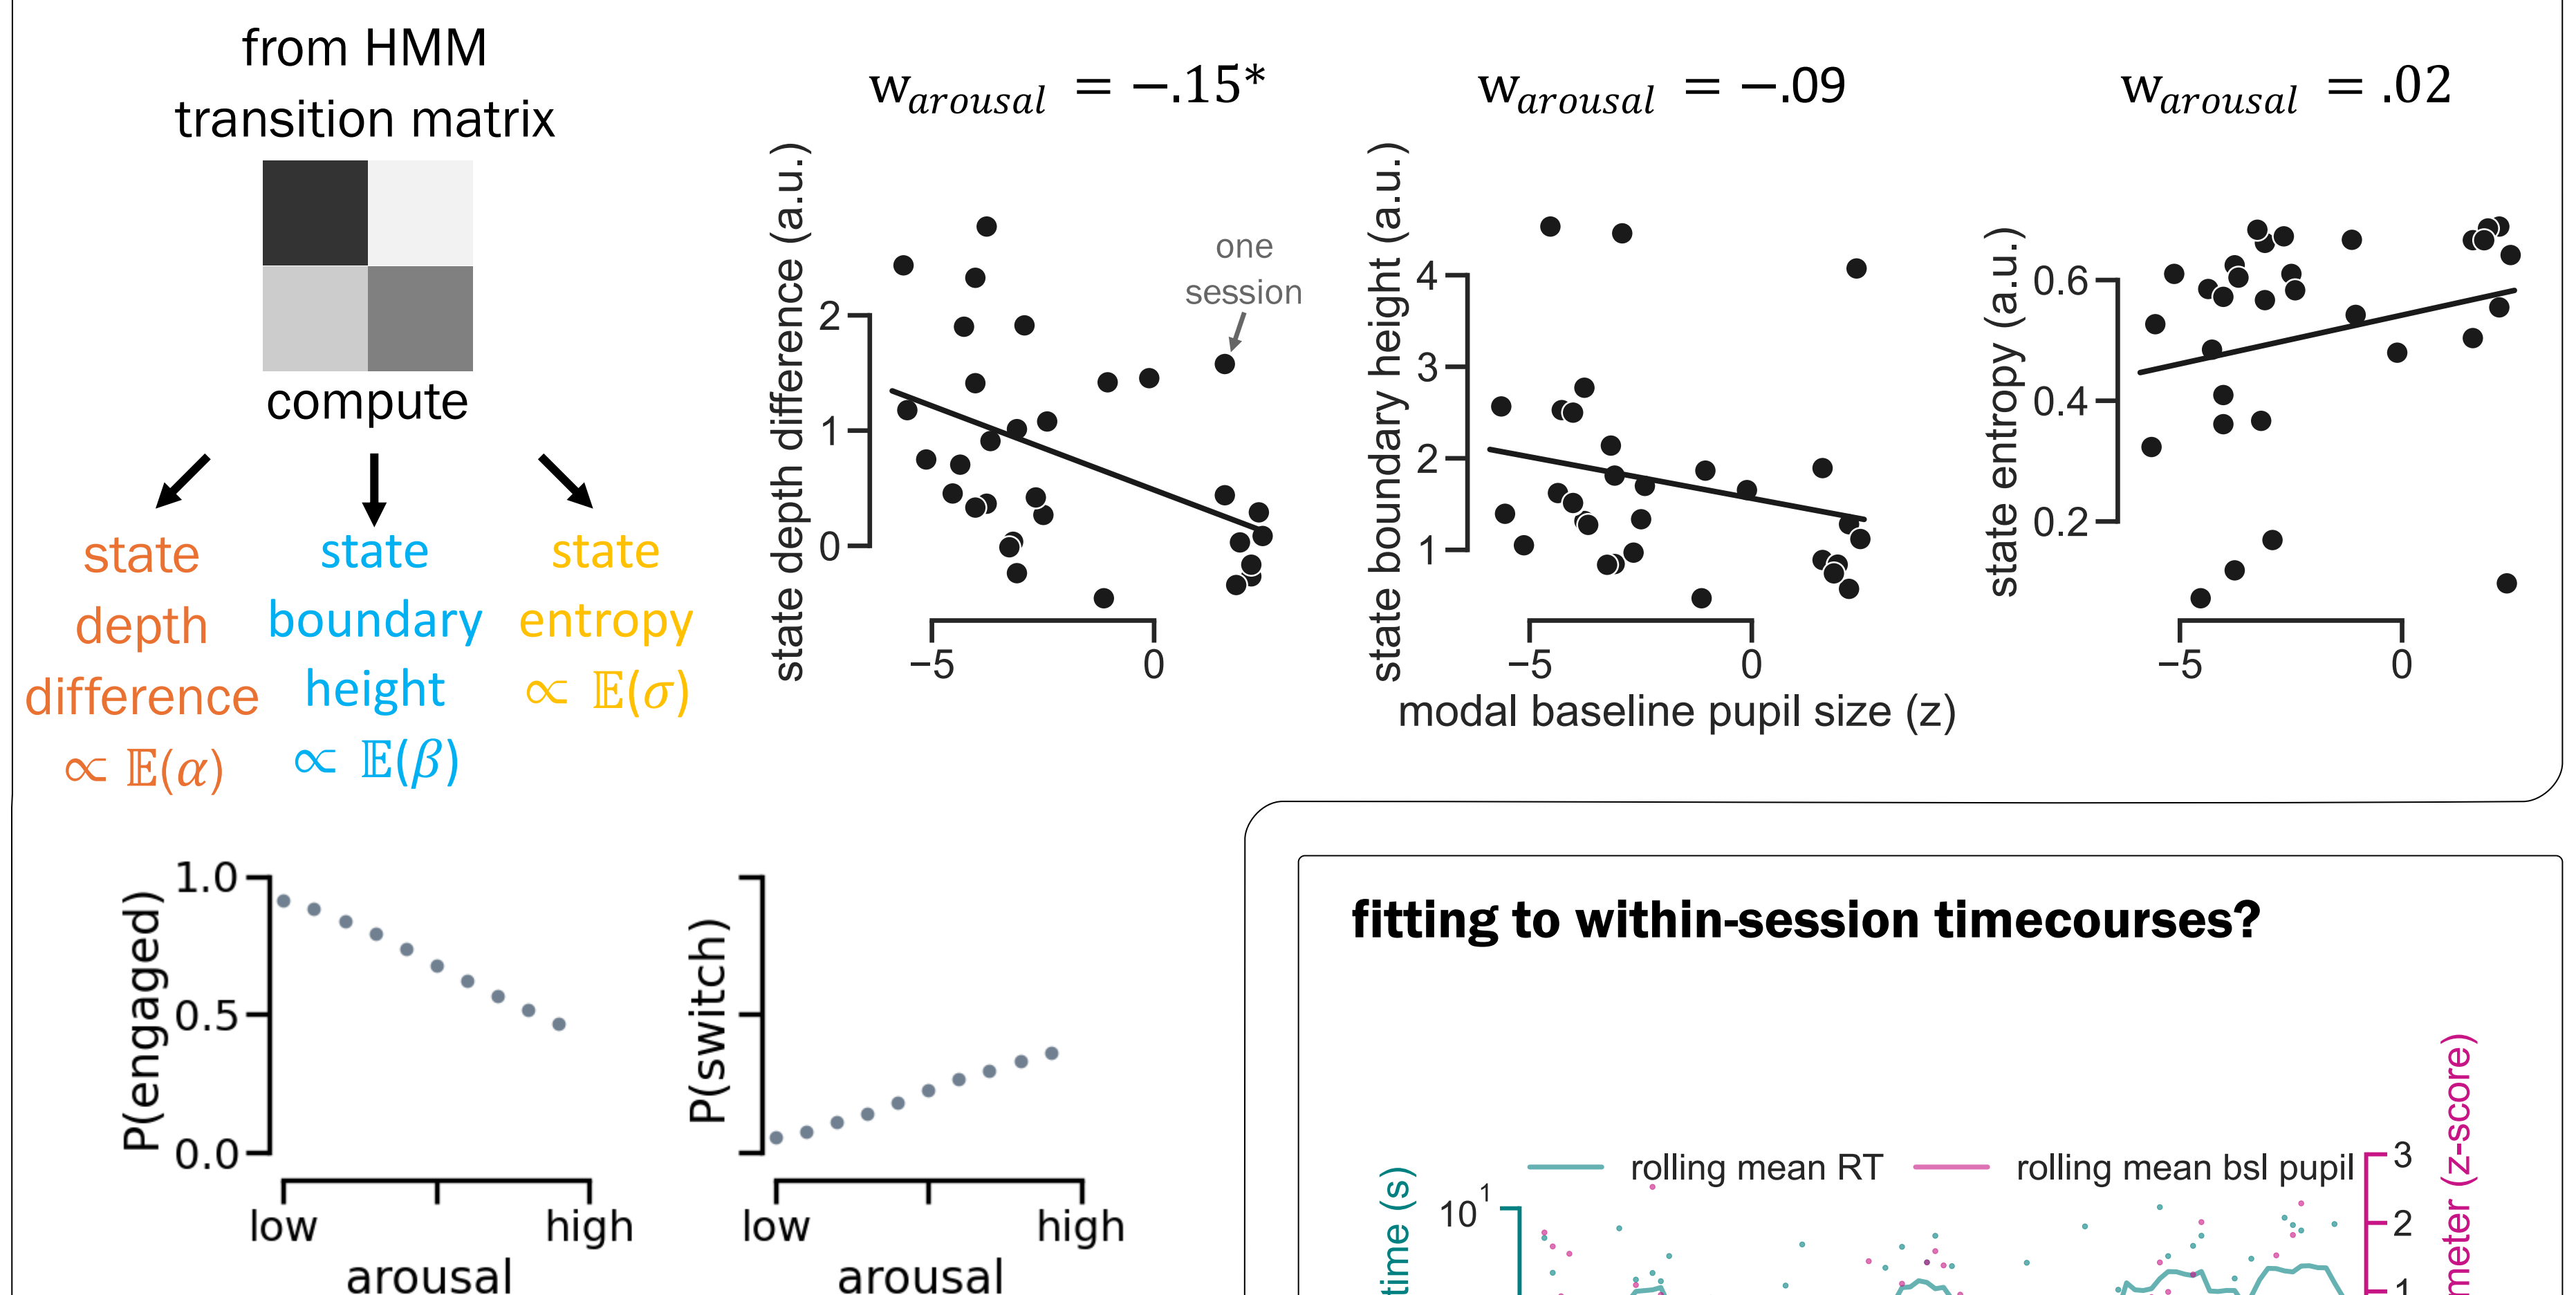 from HMM
transition matrix
compute
state
depth
difference
∝ 𝔼(α)
state
boundary
height
∝ 𝔼(β)
state
entropy
∝ 𝔼(σ)
w_arousal = −.15*
state depth difference (a.u.)
2
1
0
−5
0
one
session
w_arousal = −.09
state boundary height (a.u.)
4
3
2
1
−5
0
modal baseline pupil size (z)
w_arousal = .02
state entropy (a.u.)
0.6
0.4
0.2
−5
0
P(engaged)
1.0
0.5
0.0
low
high
arousal
P(switch)
low
high
arousal
fitting to within-session timecourses?
rolling mean RT
rolling mean bsl pupil
time (s)
10¹
3
2
1
meter (z-score)